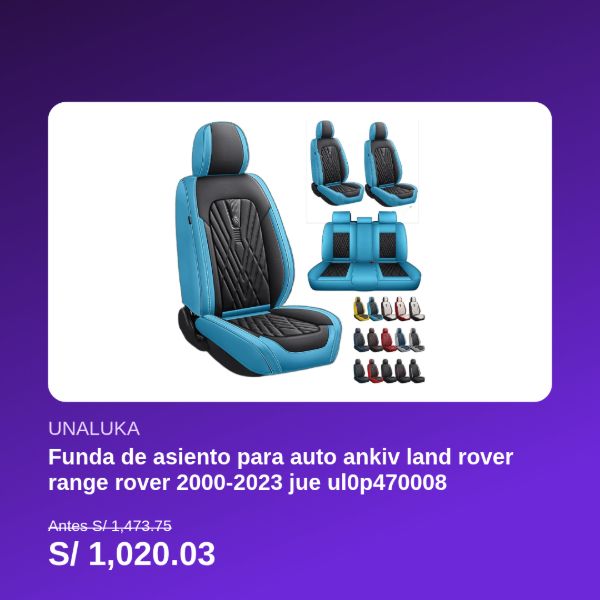 UNALUKA
Funda de asiento para auto ankiv land rover
range rover 2000-2023 jue ul0p470008
Antes S/ 1,473.75
S/ 1,020.03